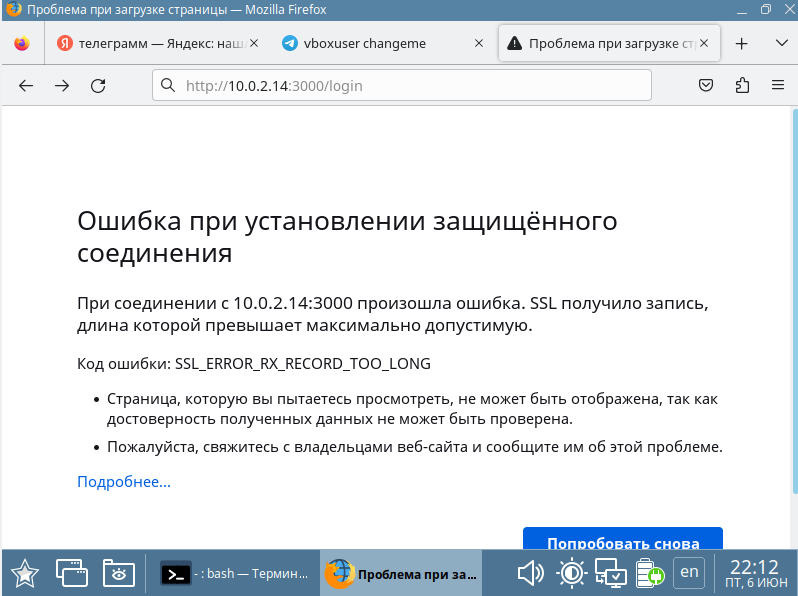 Проблема при загрузке страницы — Mozilla Firefox
телеграмм — Яндекс: наш
vboxuser changeme
Проблема при загрузке ст
http://10.0.2.14:3000/login
Ошибка при установлении защищённого
соединения
При соединении с 10.0.2.14:3000 произошла ошибка. SSL получило запись,
длина которой превышает максимально допустимую.
Код ошибки: SSL_ERROR_RX_RECORD_TOO_LONG
Страница, которую вы пытаетесь просмотреть, не может быть отображена, так как
достоверность полученных данных не может быть проверена.
Пожалуйста, свяжитесь с владельцами веб-сайта и сообщите им об этой проблеме.
Подробнее...
Попробовать снова
- : bash — Термин...
Проблема при за...
en
22:12
ПТ, 6 ИЮН